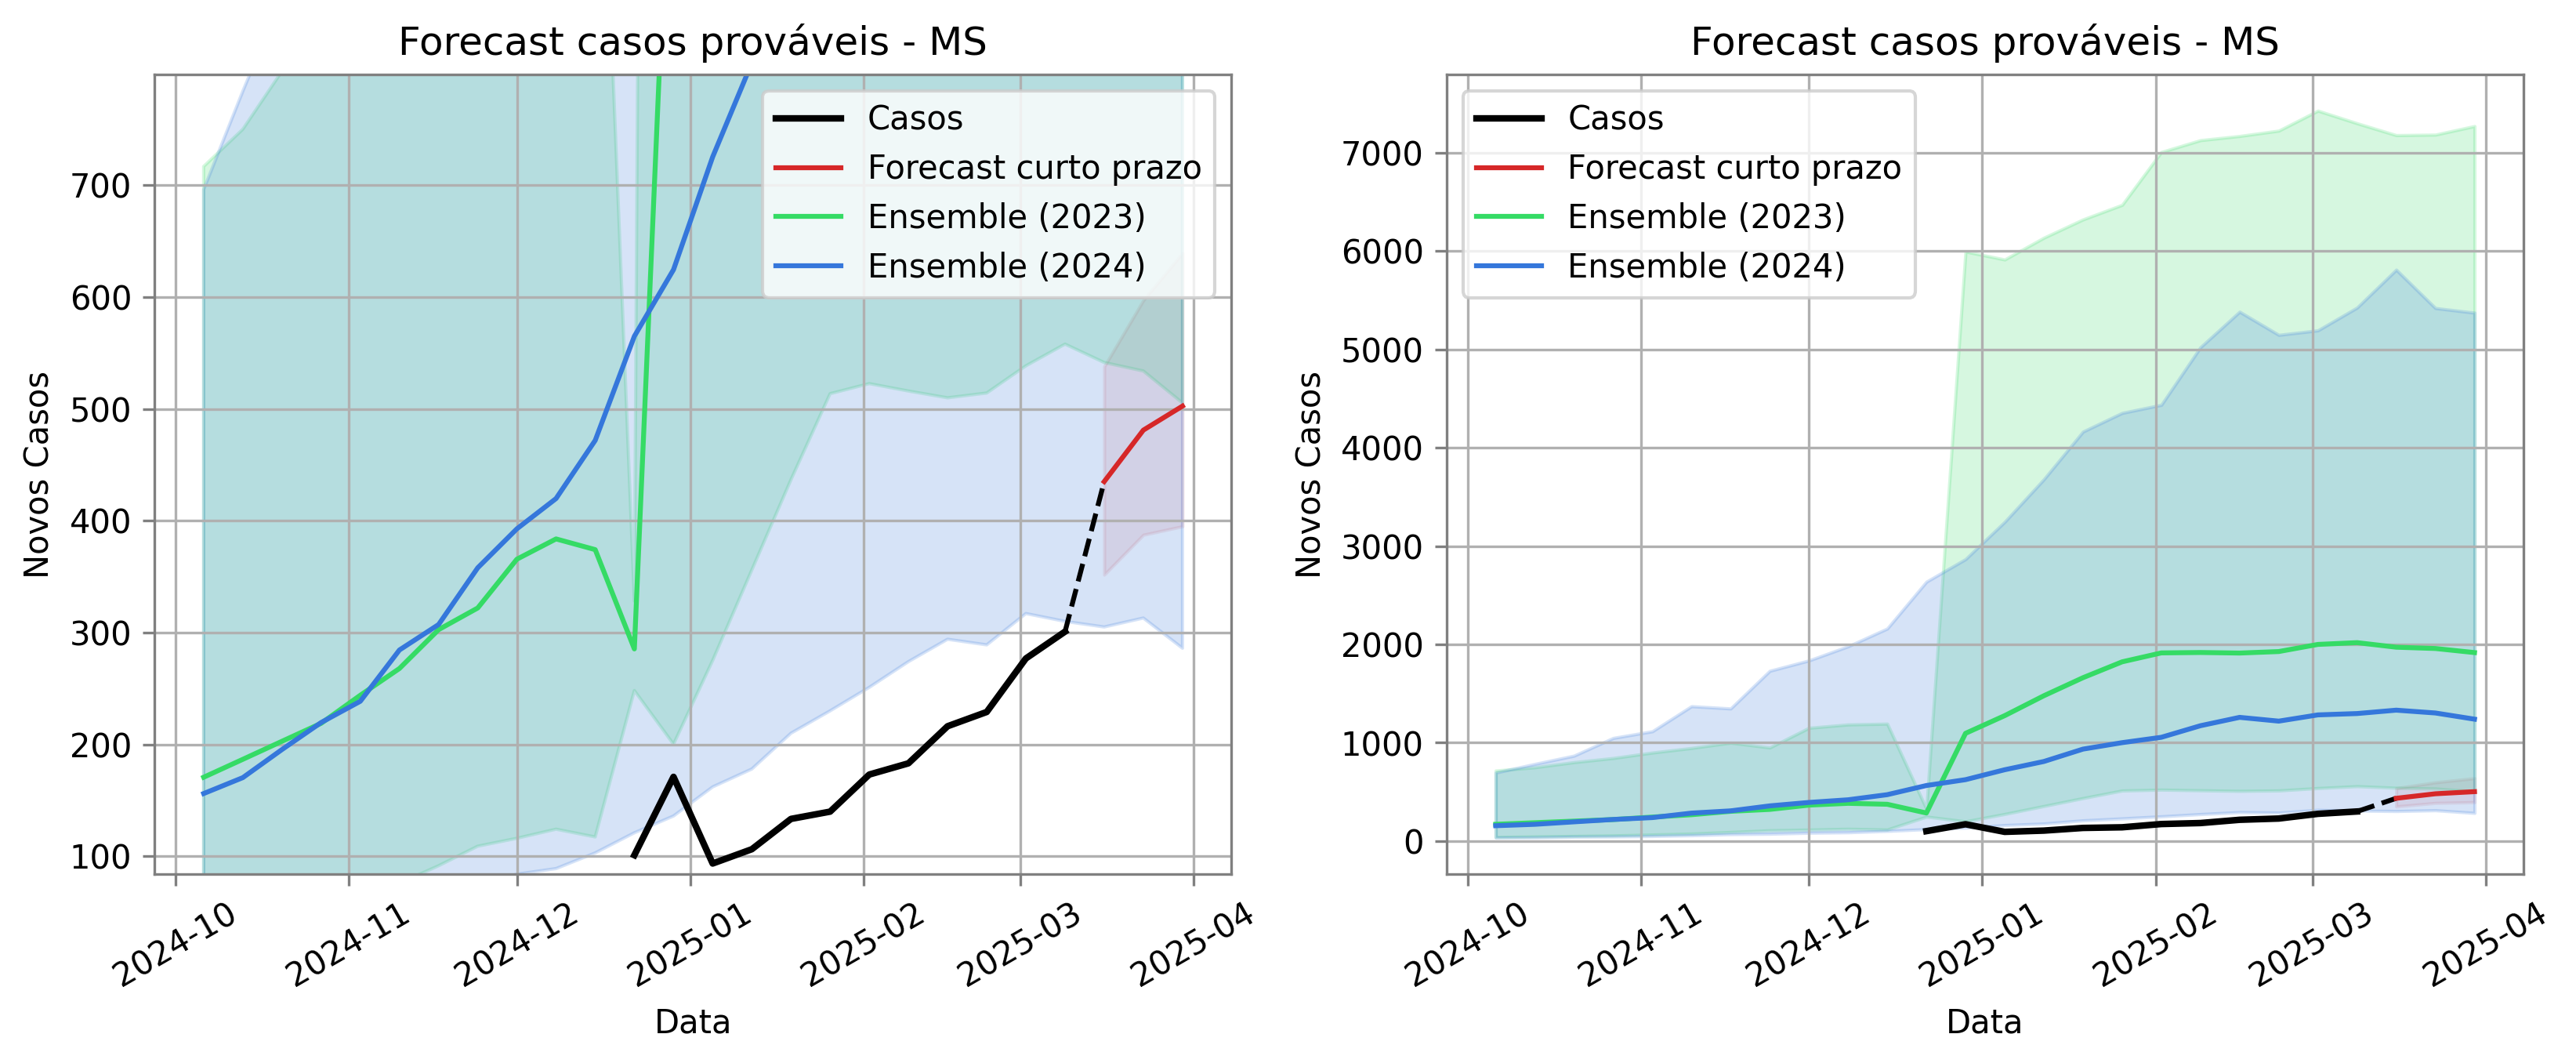 Forecast casos prováveis - MS
Casos
Forecast curto prazo
Ensemble (2023)
Ensemble (2024)
700
600
500
400
300
200
100
Novos Casos
2024-10
2024-11
2024-12
2025-01
2025-02
2025-03
2025-04
Data
Forecast casos prováveis - MS
Casos
Forecast curto prazo
Ensemble (2023)
Ensemble (2024)
7000
6000
5000
4000
3000
2000
1000
0
Novos Casos
2024-10
2024-11
2024-12
2025-01
2025-02
2025-03
2025-04
Data